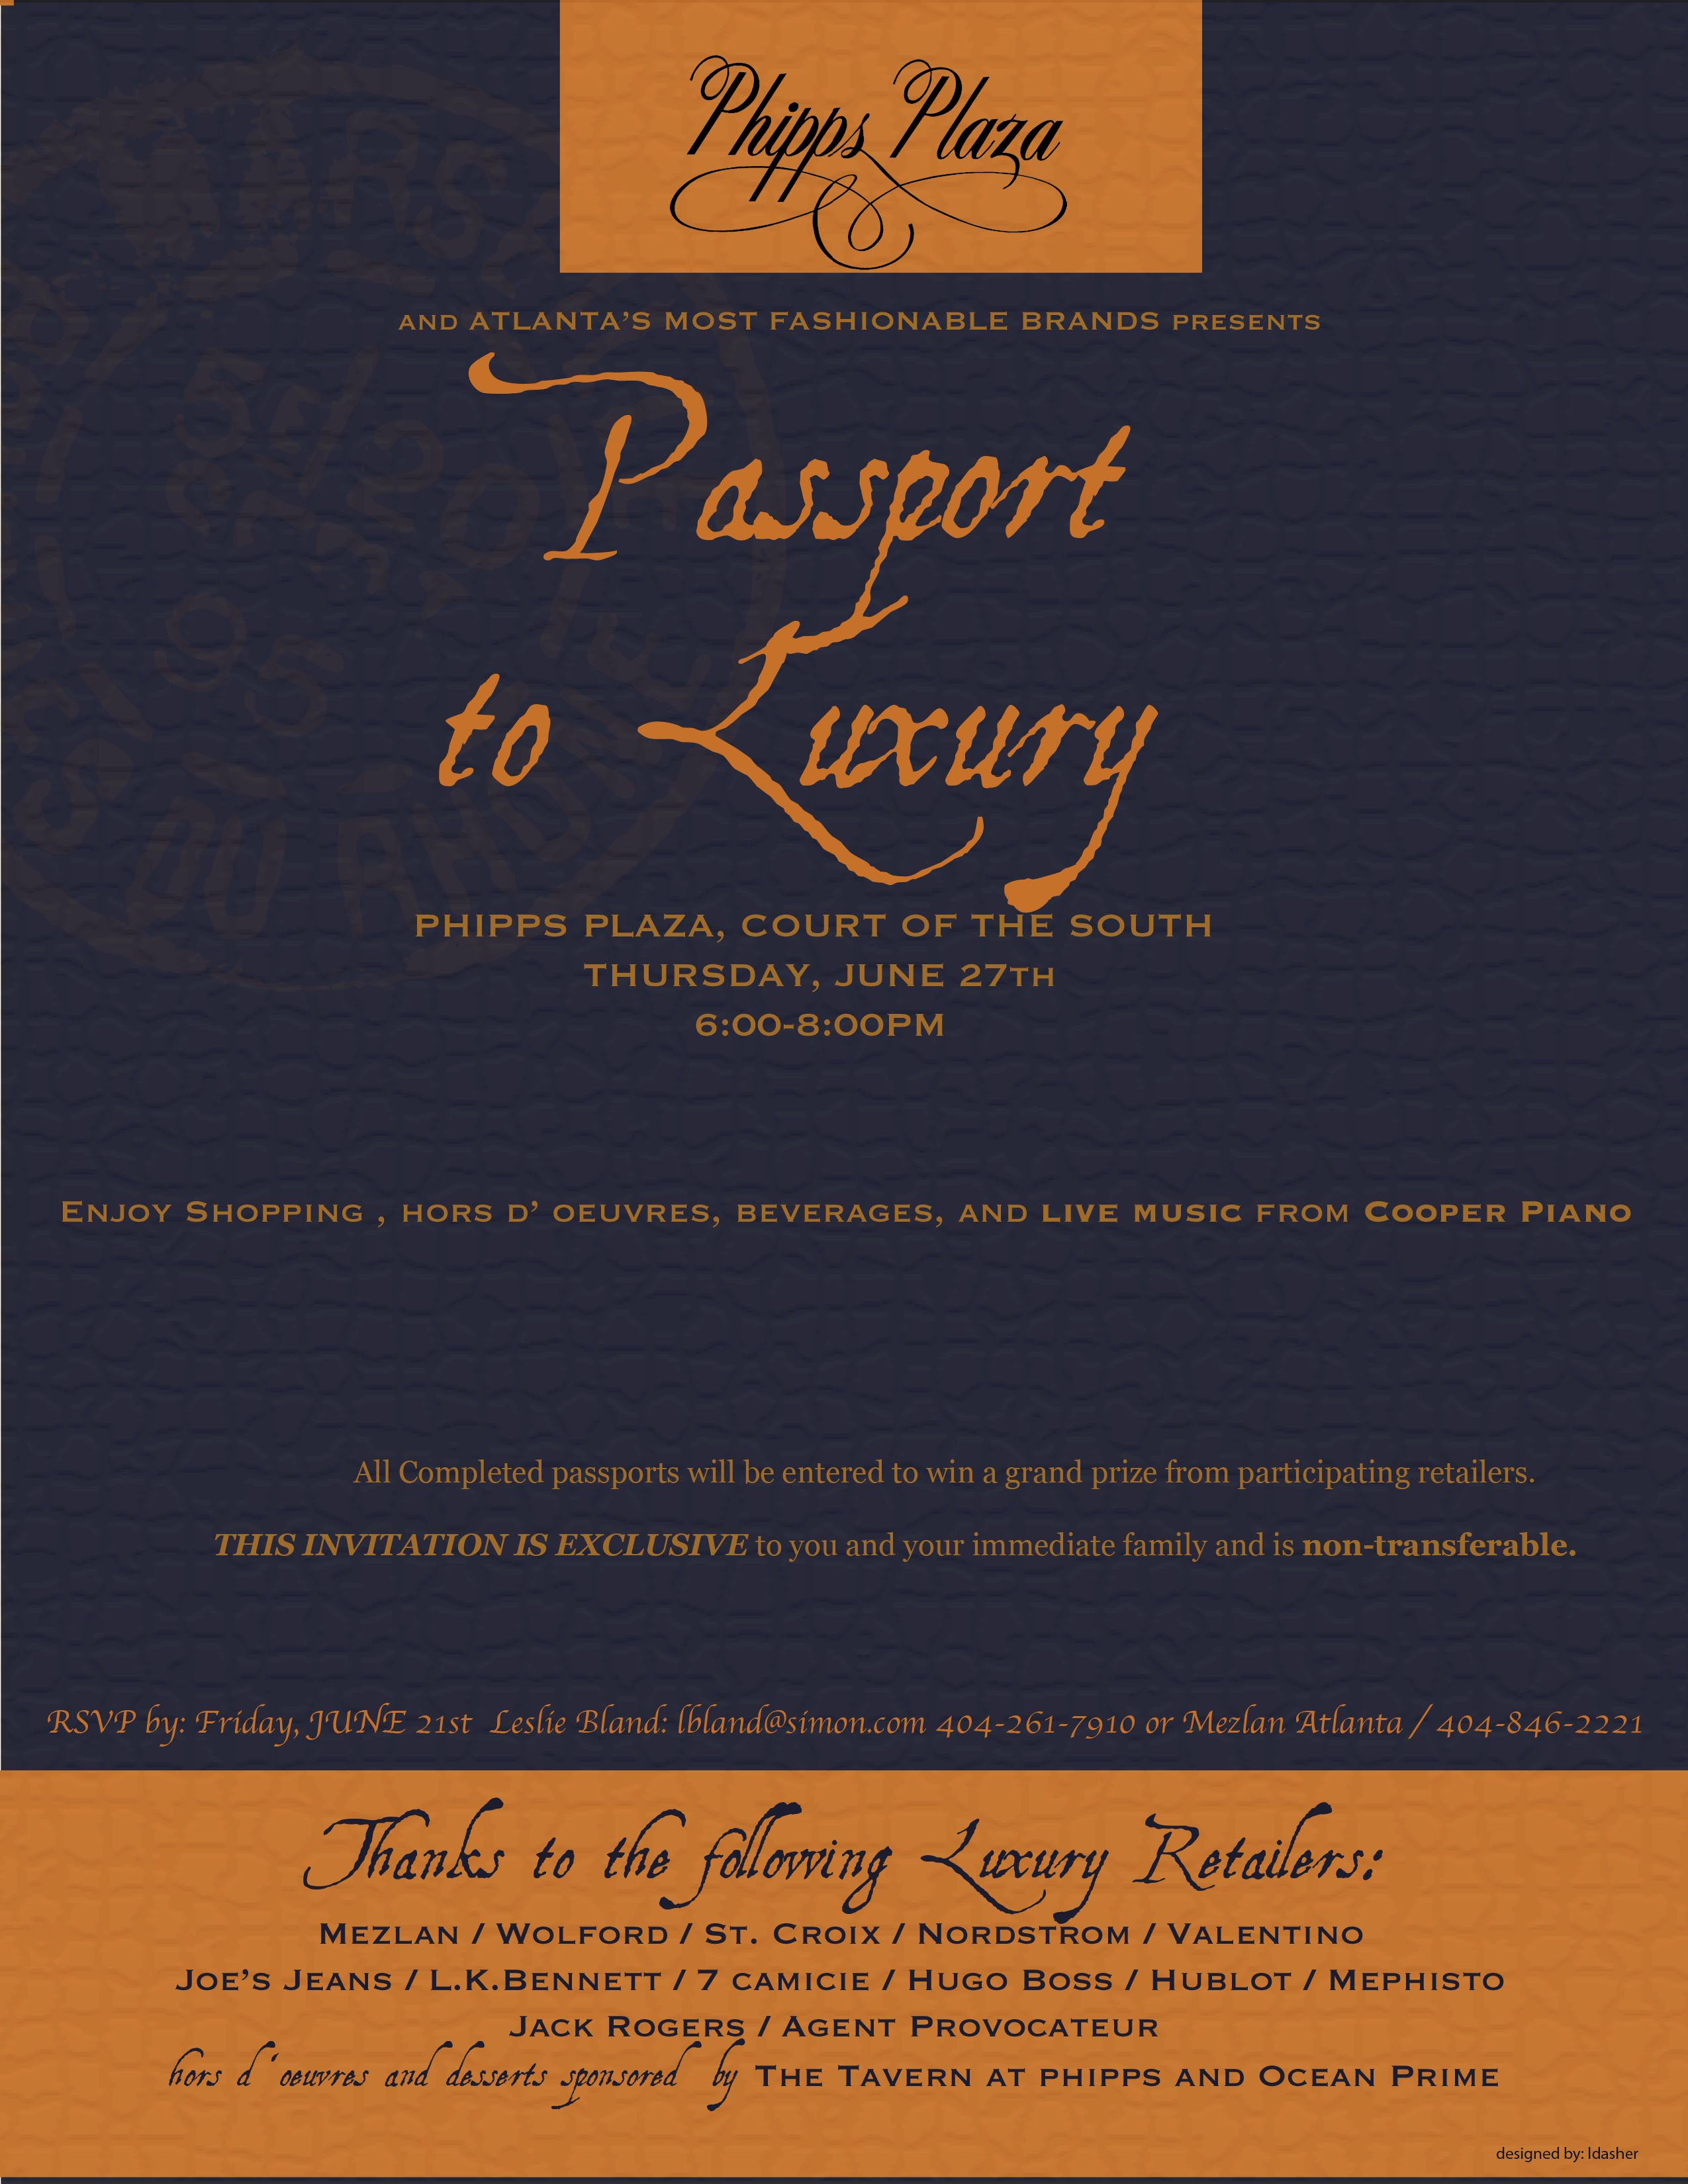 Phipps Plaza
AND ATLANTA'S MOST FASHIONABLE BRANDS PRESENTS
Passport
to Luxury
PHIPPS PLAZA, COURT OF THE SOUTH
THURSDAY, JUNE 27TH
6:00-8:00PM
ENJOY SHOPPING , HORS D' OEUVRES, BEVERAGES, AND LIVE MUSIC FROM COOPER PIANO
All Completed passports will be entered to win a grand prize from participating retailers.
THIS INVITATION IS EXCLUSIVE to you and your immediate family and is non-transferable.
RSVP by: Friday, JUNE 21st Leslie Bland: lbland@simon.com 404-261-7910 or Mezlan Atlanta / 404-846-2221
Thanks to the following Luxury Retailers:
MEZLAN / WOLFORD / ST. CROIX / NORDSTROM / VALENTINO
JOE'S JEANS / L.K.BENNETT / 7 CAMICIE / HUGO BOSS / HUBLOT / MEPHISTO
JACK ROGERS / AGENT PROVOCATEUR
hors d' oeuvres and desserts sponsored by THE TAVERN AT PHIPPS AND OCEAN PRIME
designed by: ldasher